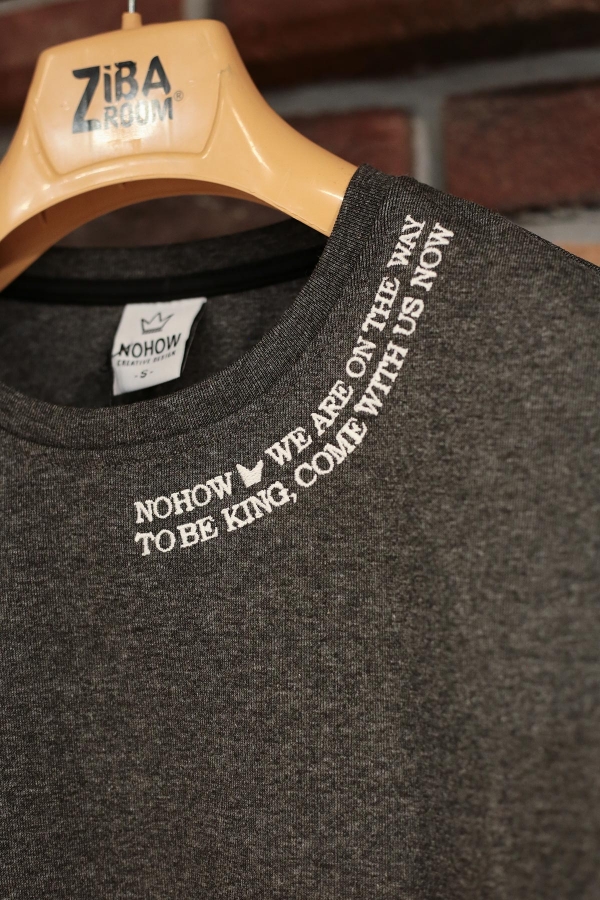 ZiBA
ROOM®
NOHOW
CREATIVE DESIGN
-S-
NOHOW WE ARE ON THE WAY
TO BE KING, COME WITH US NOW